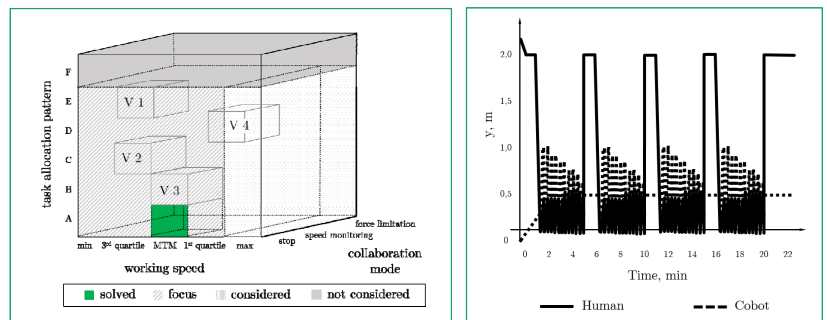 task allocation pattern
F
E
D
C
B
A
V 1
V 4
V 2
V 3
min 3rd quartile MTM 1st quartile max
stop
speed monitoring
force limitation
working speed
collaboration
mode
solved focus considered not considered
y, m
2,0
1,5
1,0
0,5
0
0 2 4 6 8 10 12 14 16 18 20 22
Time, min
Human Cobot